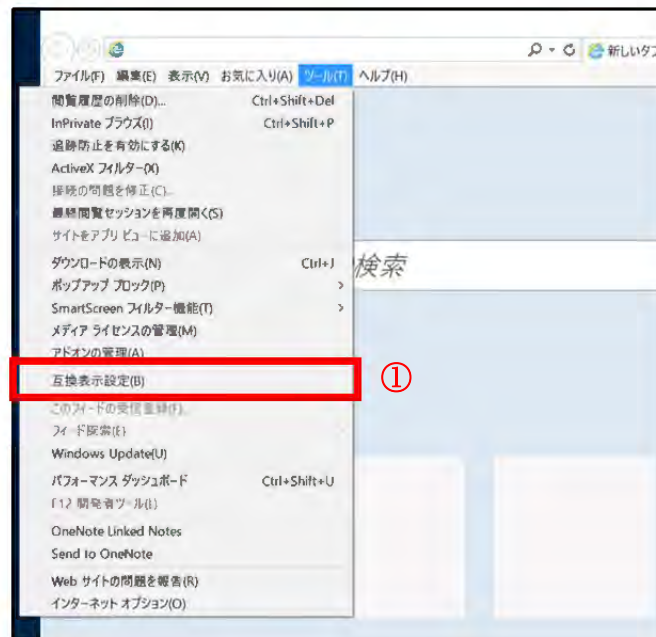 新しいタブ
ファイル(F) 編集(E) 表示(V) お気に入り(A) ツール(T) ヘルプ(H)
閲覧履歴の削除(D)... Ctrl+Shift+Del
InPrivate ブラウズ(I) Ctrl+Shift+P
追跡防止を有効にする(K)
ActiveX フィルター(X)
接続の問題を修正(C)...
最終閲覧セッションを再度開く(S)
サイトをアプリ ビューに追加(A)
ダウンロードの表示(N) Ctrl+J
ポップアップ ブロック(P)
検索
SmartScreen フィルター機能(T)
メディア ライセンスの管理(M)
アドオンの管理(A)
互換表示設定(B)
①
このフィードの受信登録(F)...
フィード探索(E)
Windows Update(U)
パフォーマンス ダッシュボード Ctrl+Shift+U
F12 開発者ツール(L)
OneNote Linked Notes
Send to OneNote
Web サイトの問題を報告(R)
インターネット オプション(O)